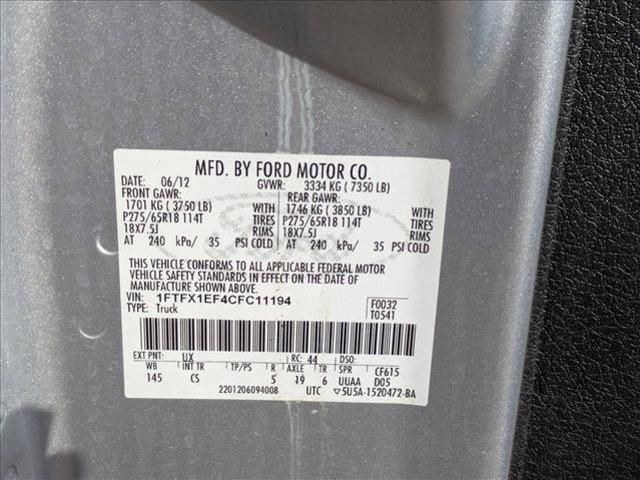 MFD. BY FORD MOTOR CO.
DATE: 06/12 GVWR: 3334 KG ( 7350 LB)
FRONT GAWR: REAR GAWR:
1701 KG ( 3750 LB) WITH 1746 KG ( 3850 LB) WITH
P275/65R18 114T TIRES P275/65R18 114T TIRES
18X7.5J RIMS 18X7.5J RIMS
AT 240 kPa/ 35 PSI COLD AT 240 kPa/ 35 PSI COLD
THIS VEHICLE CONFORMS TO ALL APPLICABLE FEDERAL MOTOR
VEHICLE SAFETY STANDARDS IN EFFECT ON THE DATE OF
MANUFACTURE SHOWN ABOVE.
VIN: 1FTFX1EF4CFC11194 F0032
TYPE: Truck T0541
EXT PNT: UX RC: 44 DSO:
WB INT TR TP/PS R AXLE TR SPR CF615
145 CS 5 19 6 UUAA D05
2201206094008 UTC ▽5U5A-1520472-BA